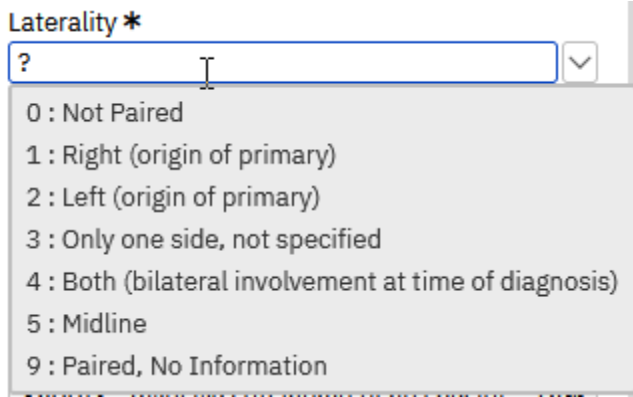 Laterality *
?
0 : Not Paired
1 : Right (origin of primary)
2 : Left (origin of primary)
3 : Only one side, not specified
4 : Both (bilateral involvement at time of diagnosis)
5 : Midline
9 : Paired, No Information